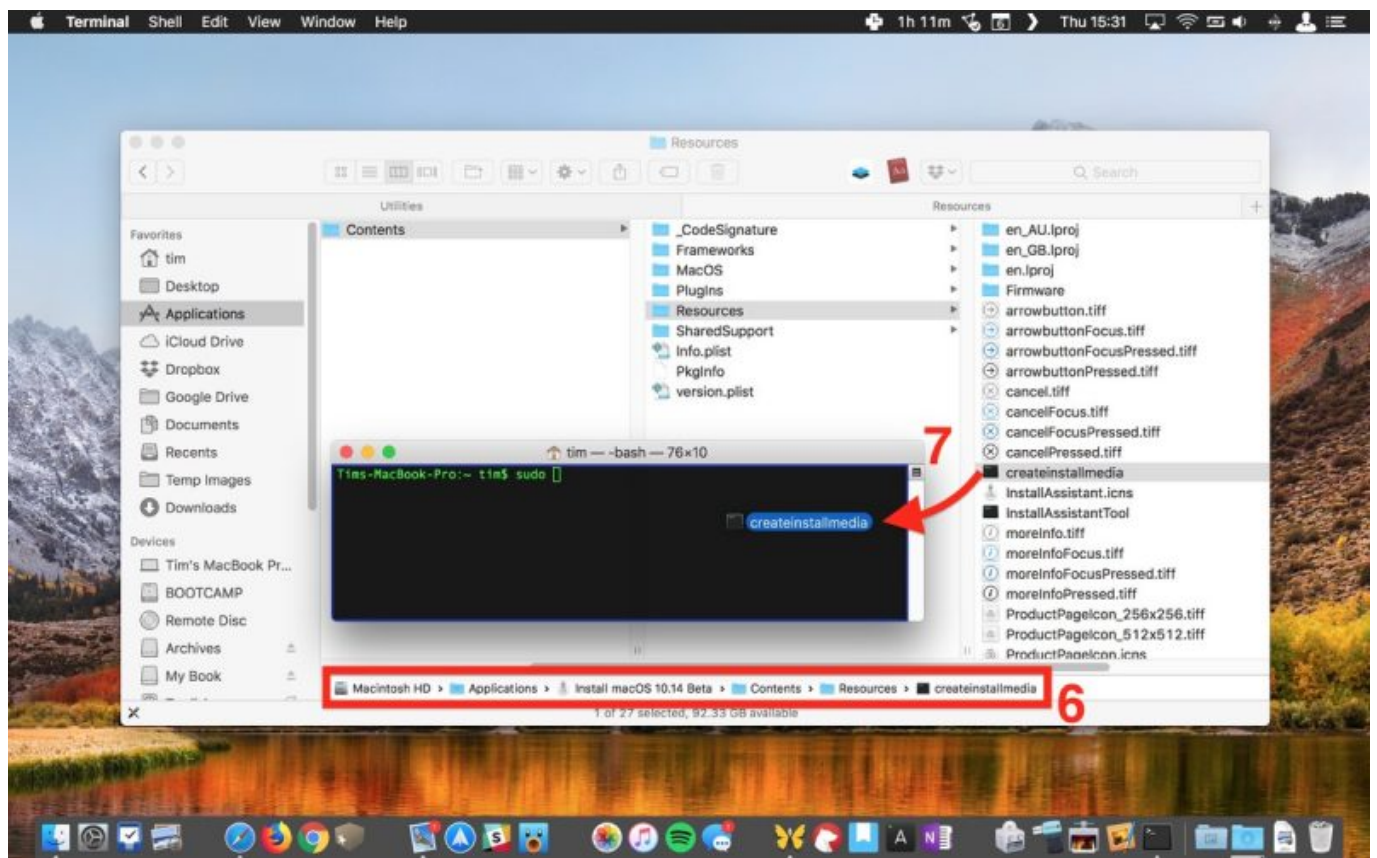 Terminal Shell Edit View Window Help 1h 11m 6 Thu 15:31
Resources
Search
Utilities Resources +
Favorites
tim
Desktop
Applications
iCloud Drive
Dropbox
Google Drive
Documents
Recents
Temp Images
Downloads
Devices
Tim's MacBook Pr...
BOOTCAMP
Remote Disc
Archives
My Book
Contents
_CodeSignature
Frameworks
MacOS
PlugIns
Resources
SharedSupport
Info.plist
PkgInfo
version.plist
en_AU.lproj
en_GB.lproj
en.lproj
Firmware
arrowbutton.tiff
arrowbuttonFocus.tiff
arrowbuttonFocusPressed.tiff
arrowbuttonPressed.tiff
cancel.tiff
cancelFocus.tiff
cancelFocusPressed.tiff
cancelPressed.tiff
createinstallmedia
InstallAssistant.icns
InstallAssistantTool
moreInfo.tiff
moreInfoFocus.tiff
moreInfoFocusPressed.tiff
moreInfoPressed.tiff
ProductPageIcon_256x256.tiff
ProductPageIcon_512x512.tiff
ProductPageIcon.icns
tim — -bash — 76×10
Tims-MacBook-Pro:~ tim$ sudo
createinstallmedia
7
Macintosh HD › Applications › Install macOS 10.14 Beta › Contents › Resources › createinstallmedia
6
1 of 27 selected, 92.33 GB available